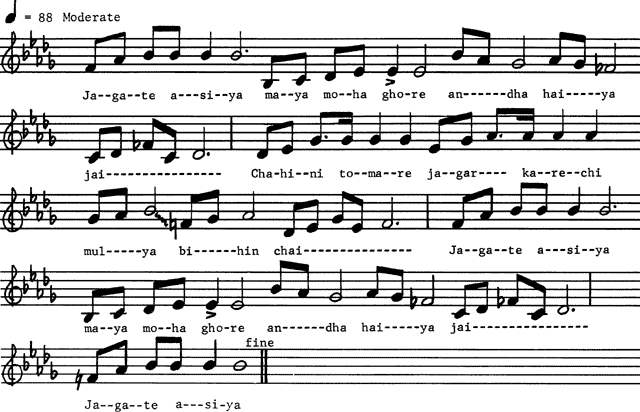 = 88 Moderate
Ja--ga--te a---si--ya ma--ya mo--ha gho--re an------dha hai-----ya
jai----------------- Cha-hi--ni to--ma--re ja--gar---- ka--re--chi
mul-----ya bi-----hin chai---------------- Ja--ga--te a---si--ya
ma--ya mo--ha gho-re an------dha hai-----ya jai-----------------
fine
Ja--ga--te a---si-ya